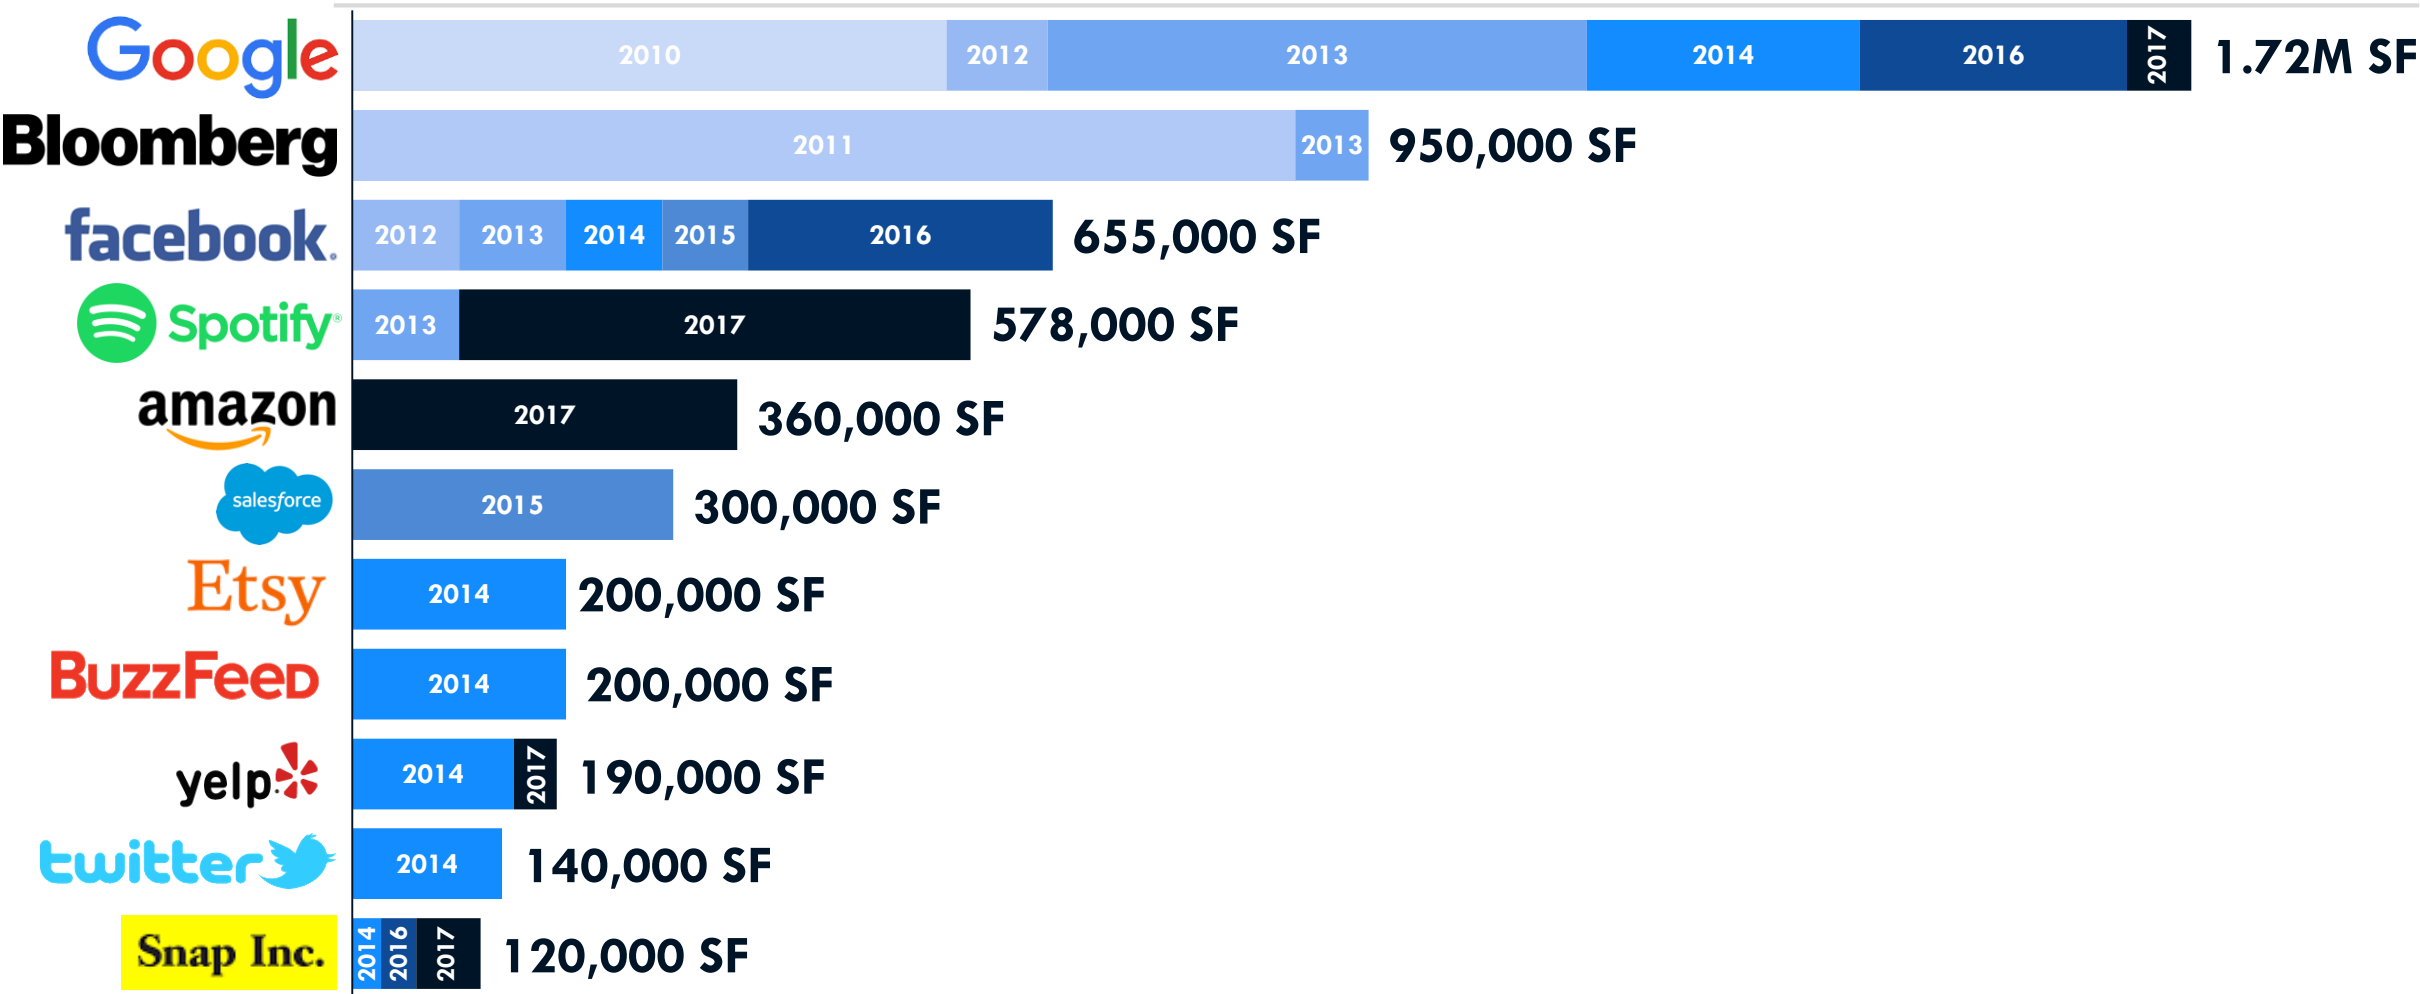 Google 2010 2012 2013 2014 2016 2017 1.72M SF
Bloomberg 2011 2013 950,000 SF
facebook. 2012 2013 2014 2015 2016 655,000 SF
Spotify® 2013 2017 578,000 SF
amazon 2017 360,000 SF
salesforce 2015 300,000 SF
Etsy 2014 200,000 SF
BuzzFeeD 2014 200,000 SF
yelp 2014 2017 190,000 SF
twitter 2014 140,000 SF
Snap Inc. 2014 2016 2017 120,000 SF